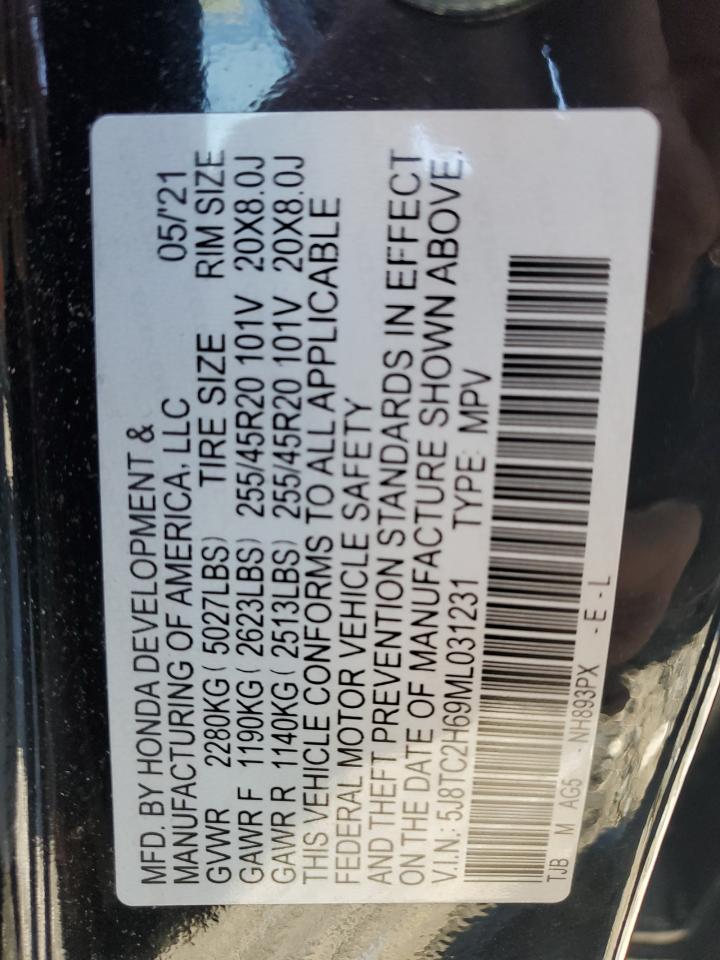 MFD. BY HONDA DEVELOPMENT &
MANUFACTURING OF AMERICA, LLC 05/'21
GVWR 2280KG ( 5027LBS) TIRE SIZE RIM SIZE
GAWR F 1190KG ( 2623LBS) 255/45R20 101V 20X8.0J
GAWR R 1140KG ( 2513LBS) 255/45R20 101V 20X8.0J
THIS VEHICLE CONFORMS TO ALL APPLICABLE
FEDERAL MOTOR VEHICLE SAFETY
AND THEFT PREVENTION STANDARDS IN EFFECT
ON THE DATE OF MANUFACTURE SHOWN ABOVE.
V.I.N.: 5J8TC2H69ML031231 TYPE: MPV
TJB M AG5 - NH893PX - E - L